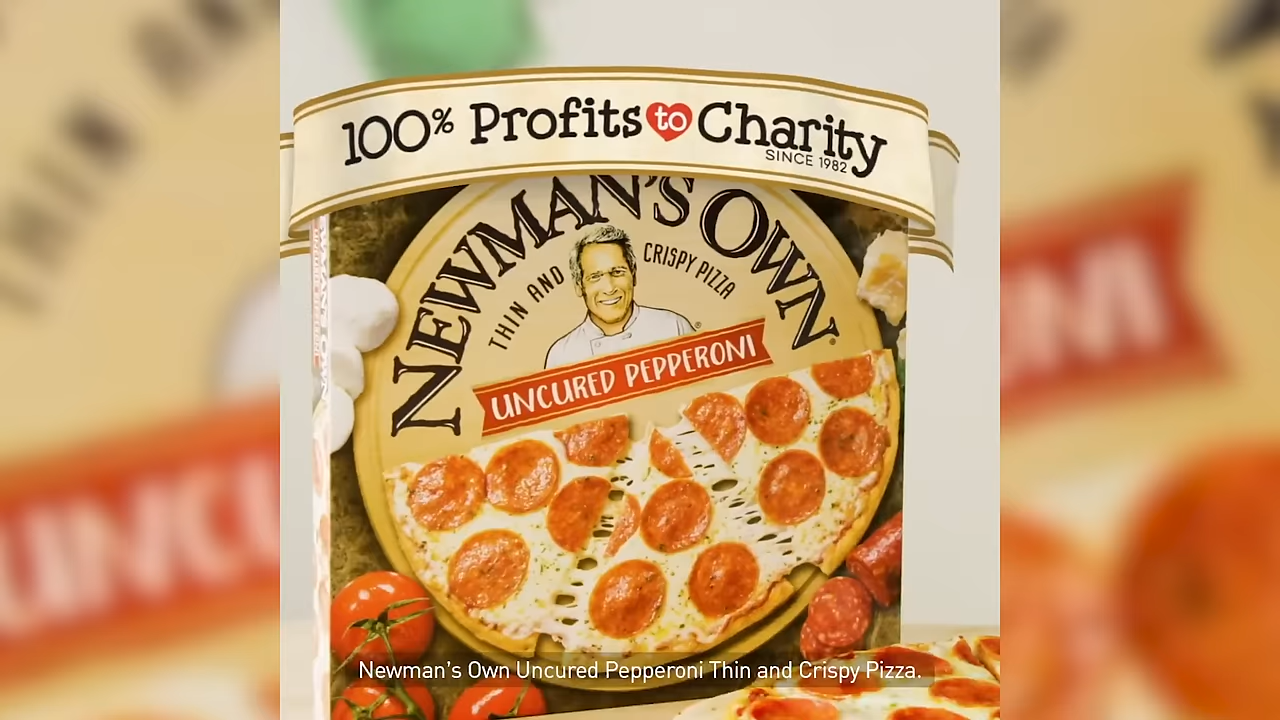 100% Profits to Charity
SINCE 1982
NEWMAN'S OWN®
THIN AND CRISPY PIZZA
UNCURED PEPPERONI
Newman's Own Uncured Pepperoni Thin and Crispy Pizza.